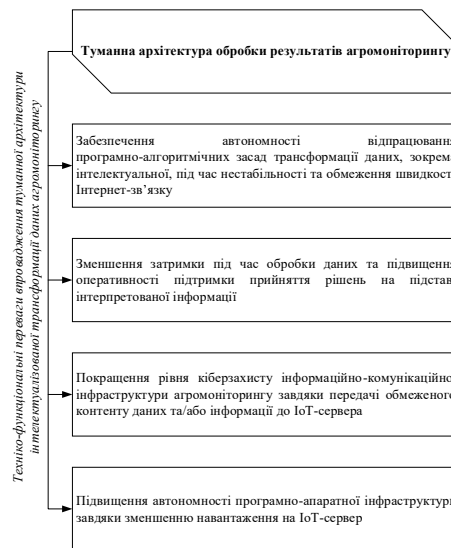 Туманна архітектура обробки результатів агромоніторингу
Техніко-функціональні переваги впровадження туманної архітектури
інтелектуалізованої трансформації даних агромоніторингу
Забезпечення автономності відпрацювання
програмно-алгоритмічних засад трансформації даних, зокрема
інтелектуальної, під час нестабільності та обмеження швидкост
Інтернет-зв’язку
Зменшення затримки під час обробки даних та підвищення
оперативності підтримки прийняття рішень на підстав
інтерпретованої інформації
Покращення рівня кіберзахисту інформаційно-комунікаційно
інфраструктури агромоніторингу завдяки передачі обмеженого
контенту даних та/або інформації до IoT-сервера
Підвищення автономності програмно-апаратної інфраструктури
завдяки зменшенню навантаження на IoT-сервер